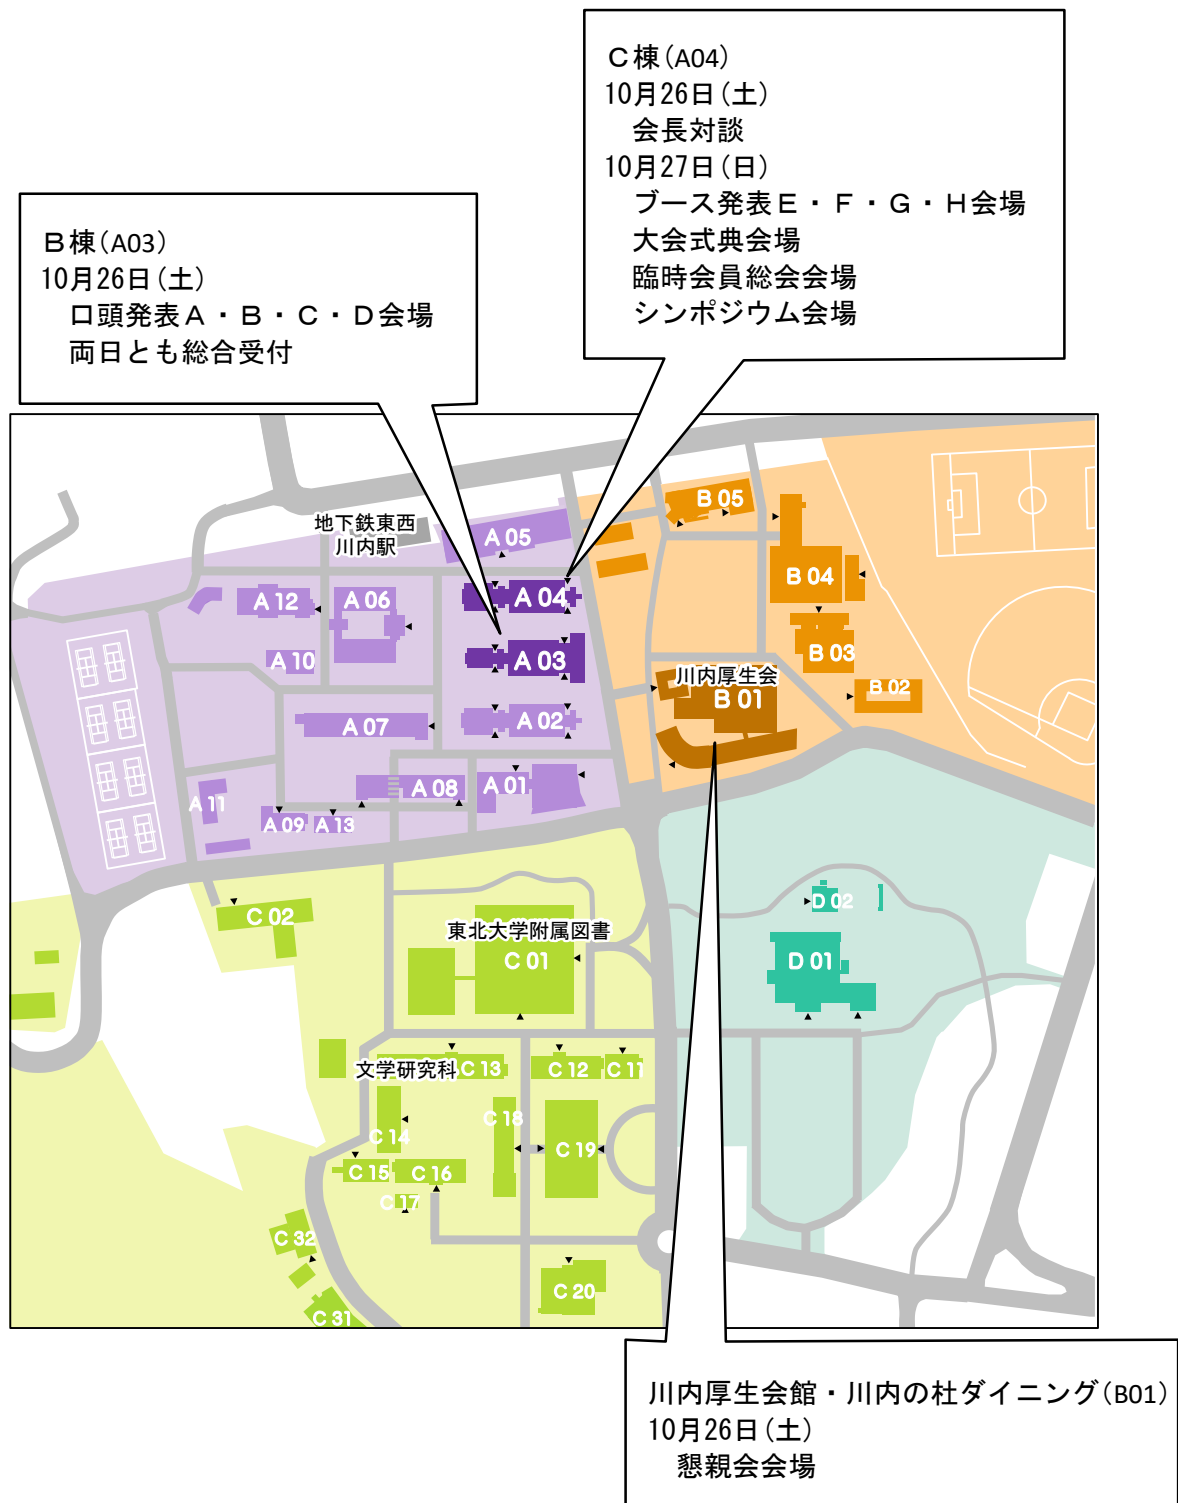 C棟(A04)
10月26日(土)
会長対談
10月27日(日)
ブース発表E・F・G・H会場
大会式典会場
臨時会員総会会場
シンポジウム会場
B棟(A03)
10月26日(土)
口頭発表A・B・C・D会場
両日とも総合受付
地下鉄東西
川内駅
A 05
B 05
A 12
A 06
A 04
B 04
A 10
A 03
B 03
川内厚生会
B 01
B 02
A 07
A 02
A 11
A 08
A 01
A 09
A 13
C 02
東北大学附属図書
C 01
D 02
D 01
文学研究科
C 13
C 12
C 11
C 14
C 18
C 19
C 15
C 16
C 17
C 32
C 31
C 20
川内厚生会館・川内の杜ダイニング(B01)
10月26日(土)
懇親会会場